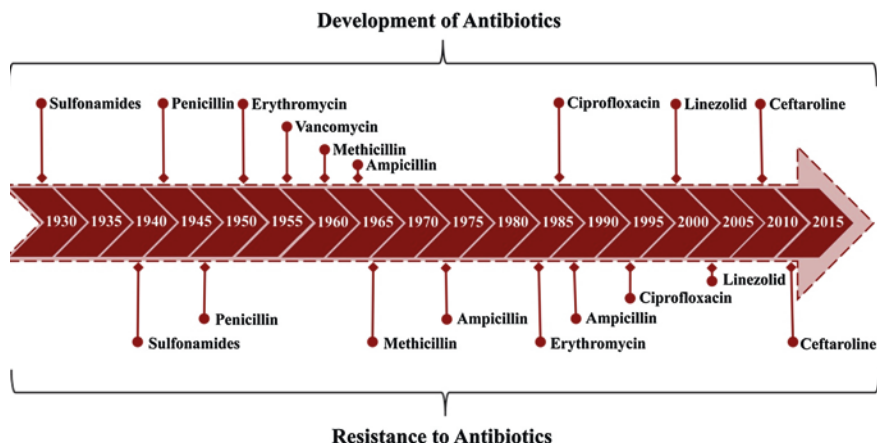 Development of Antibiotics
Sulfonamides
Penicillin
Erythromycin
Ciprofloxacin
Linezolid
Ceftaroline
Vancomycin
Methicillin
Ampicillin
1930 1935 1940 1945 1950 1955 1960 1965 1970 1975 1980 1985 1990 1995 2000 2005 2010 2015
Linezolid
Ciprofloxacin
Penicillin
Ampicillin
Ampicillin
Sulfonamides
Methicillin
Erythromycin
Ceftaroline
Resistance to Antibiotics